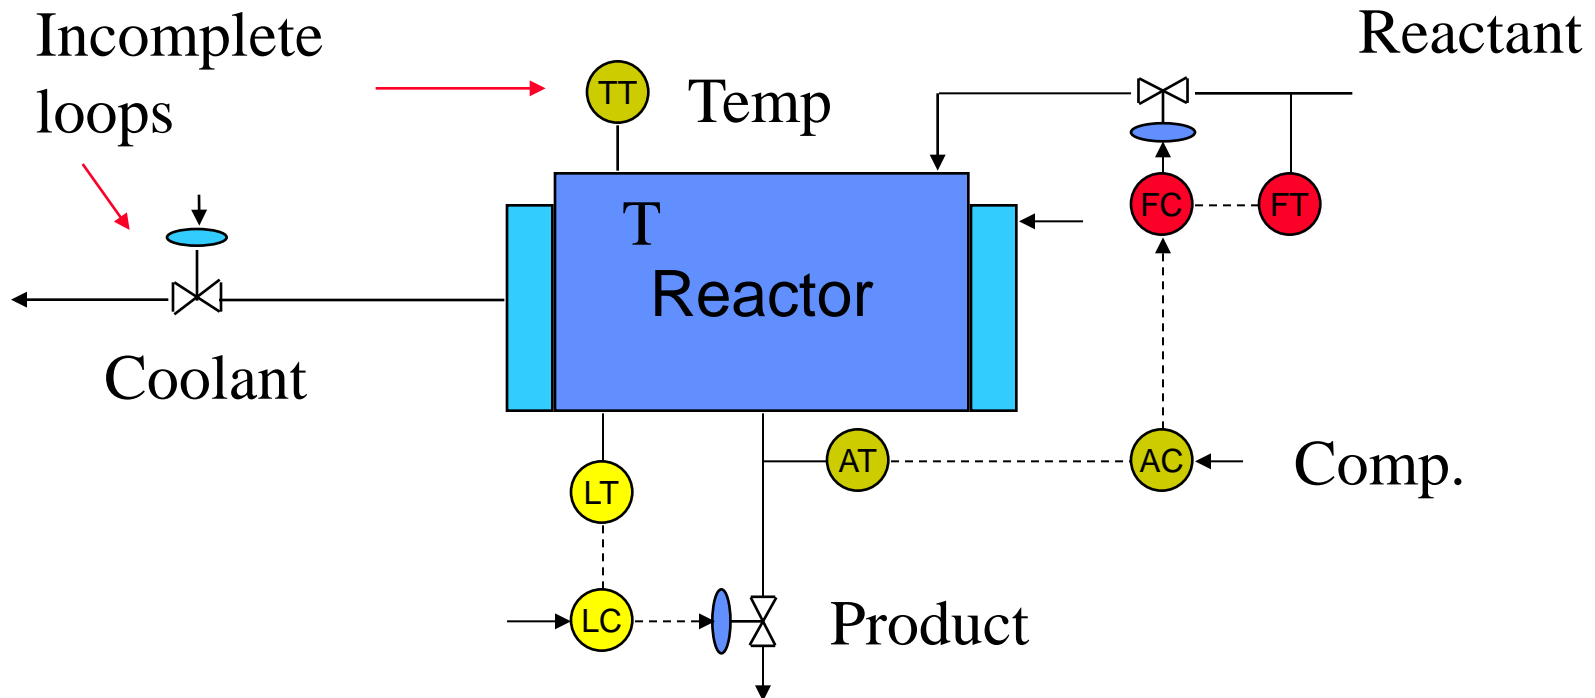 Incomplete
loops
Reactant
TT
Temp
FC
FT
T
Reactor
Coolant
AT
AC
Comp.
LT
LC
Product